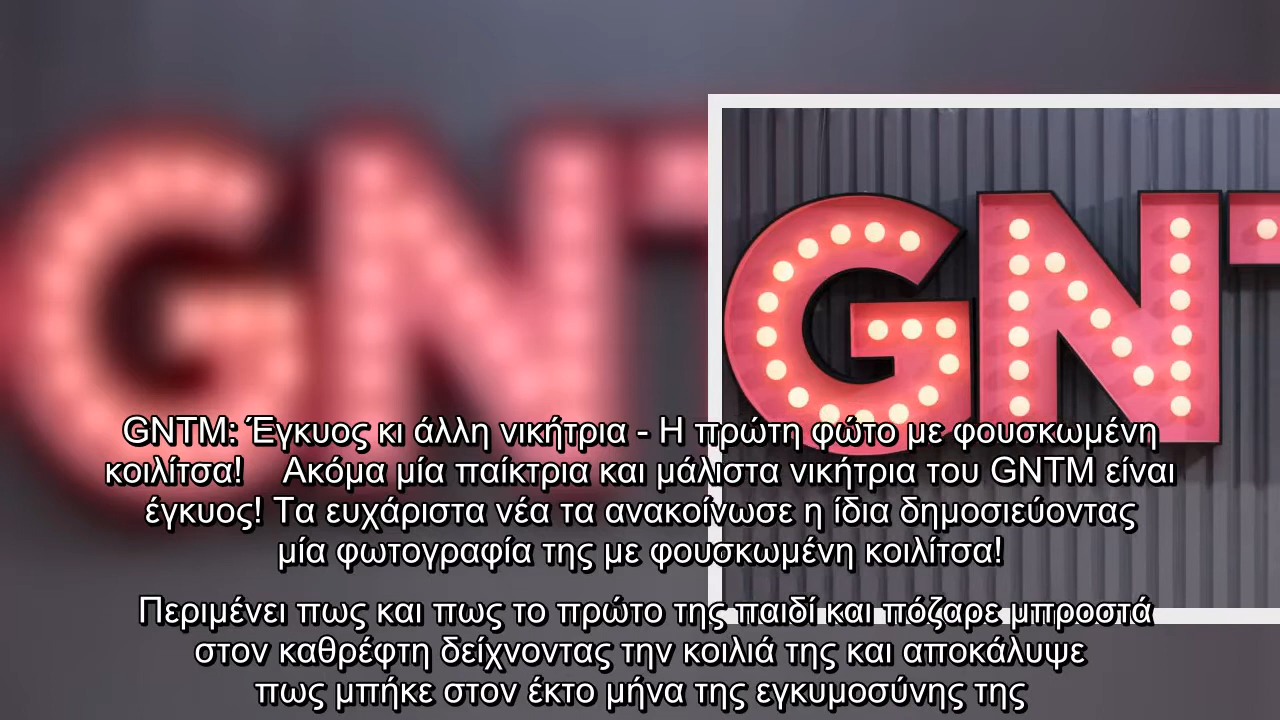 GNT
GNT
GNTM: Έγκυος κι άλλη νικήτρια - Η πρώτη φώτο με φουσκωμένη
κοιλίτσα! Ακόμα μία παίκτρια και μάλιστα νικήτρια του GNTM είναι
έγκυος! Τα ευχάριστα νέα τα ανακοίνωσε η ίδια δημοσιεύοντας
μία φωτογραφία της με φουσκωμένη κοιλίτσα!
Περιμένει πως και πως το πρώτο της παιδί και πόζαρε μπροστά
στον καθρέφτη δείχνοντας την κοιλιά της και αποκάλυψε
πως μπήκε στον έκτο μήνα της εγκυμοσύνης της